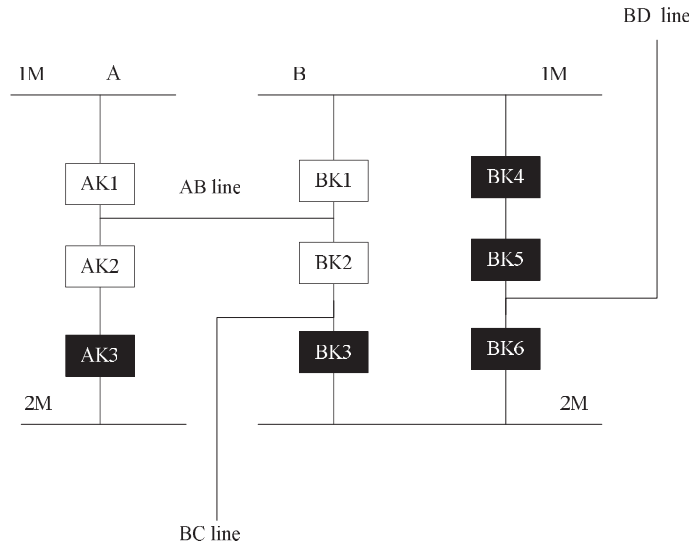 BD line
1M A B 1M
AK1 AB line BK1 BK4
AK2 BK2 BK5
AK3 BK3 BK6
2M 2M
BC line